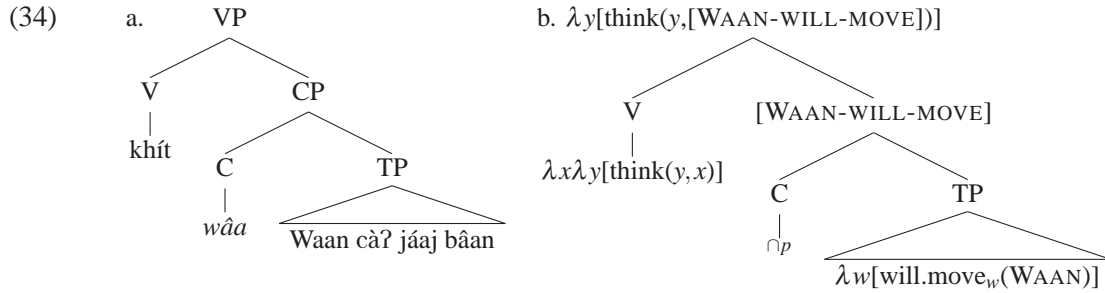 (34) a. VP b. λy[think(y,[WAAN-WILL-MOVE])]
V CP V [WAAN-WILL-MOVE]
khít C TP λxλy[think(y,x)] C TP
wâa Waan càʔ jáaj bâan ∩p λw[will.move_w(WAAN)]